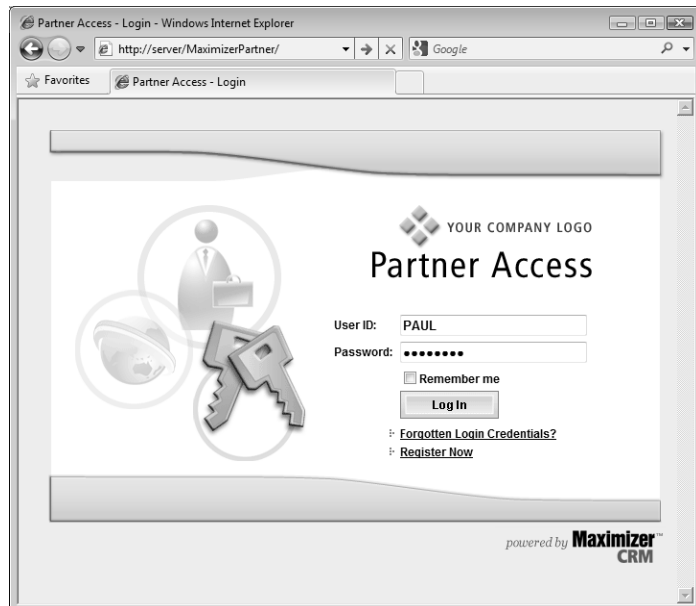 Partner Access - Login - Windows Internet Explorer
http://server/MaximizerPartner/
Google
Favorites
Partner Access - Login
YOUR COMPANY LOGO
Partner Access
User ID: PAUL
Password: ●●●●●●●●
Remember me
Log In
Forgotten Login Credentials?
Register Now
powered by Maximizer™
CRM